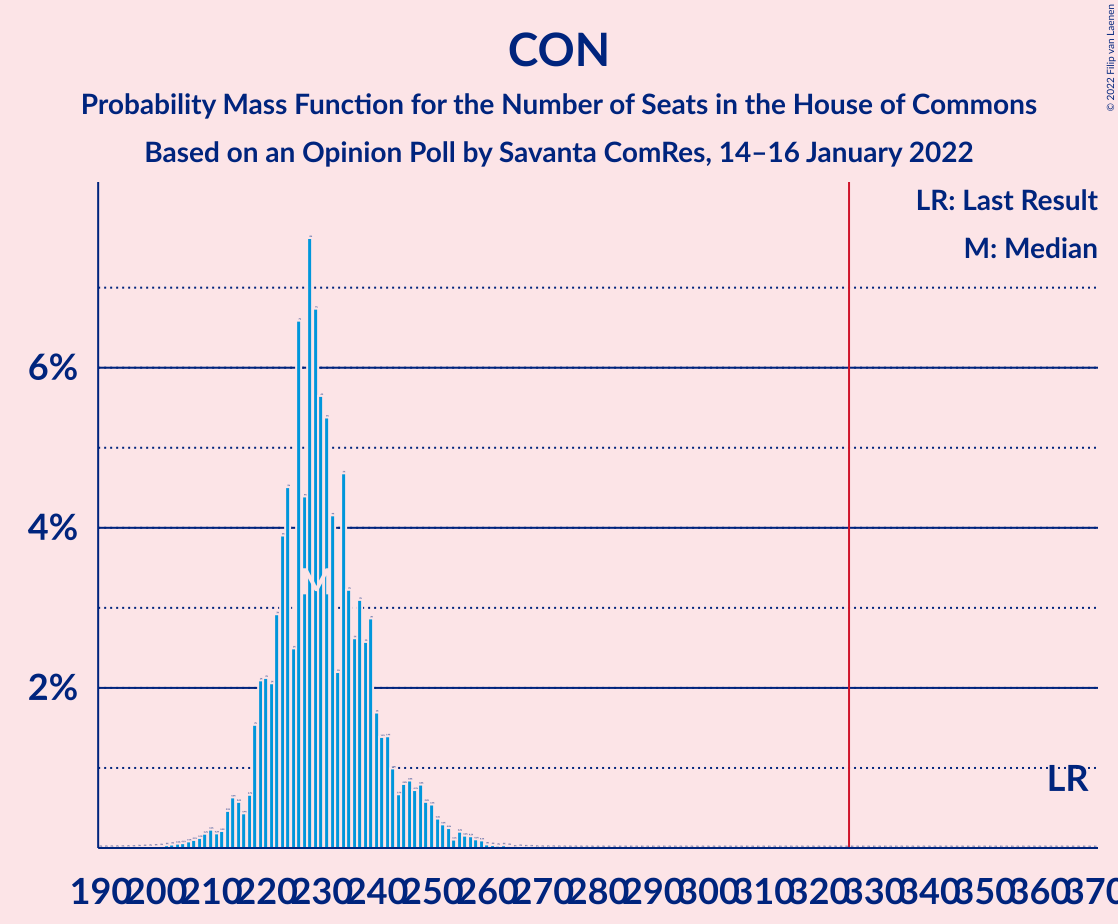 CON
Probability Mass Function for the Number of Seats in the House of Commons
Based on an Opinion Poll by Savanta ComRes, 14–16 January 2022
© 2022 Filip van Laenen
LR: Last Result
M: Median
6%
4%
2%
M
LR
190 200 210 220 230 240 250 260 270 280 290 300 310 320 330 340 350 360 370